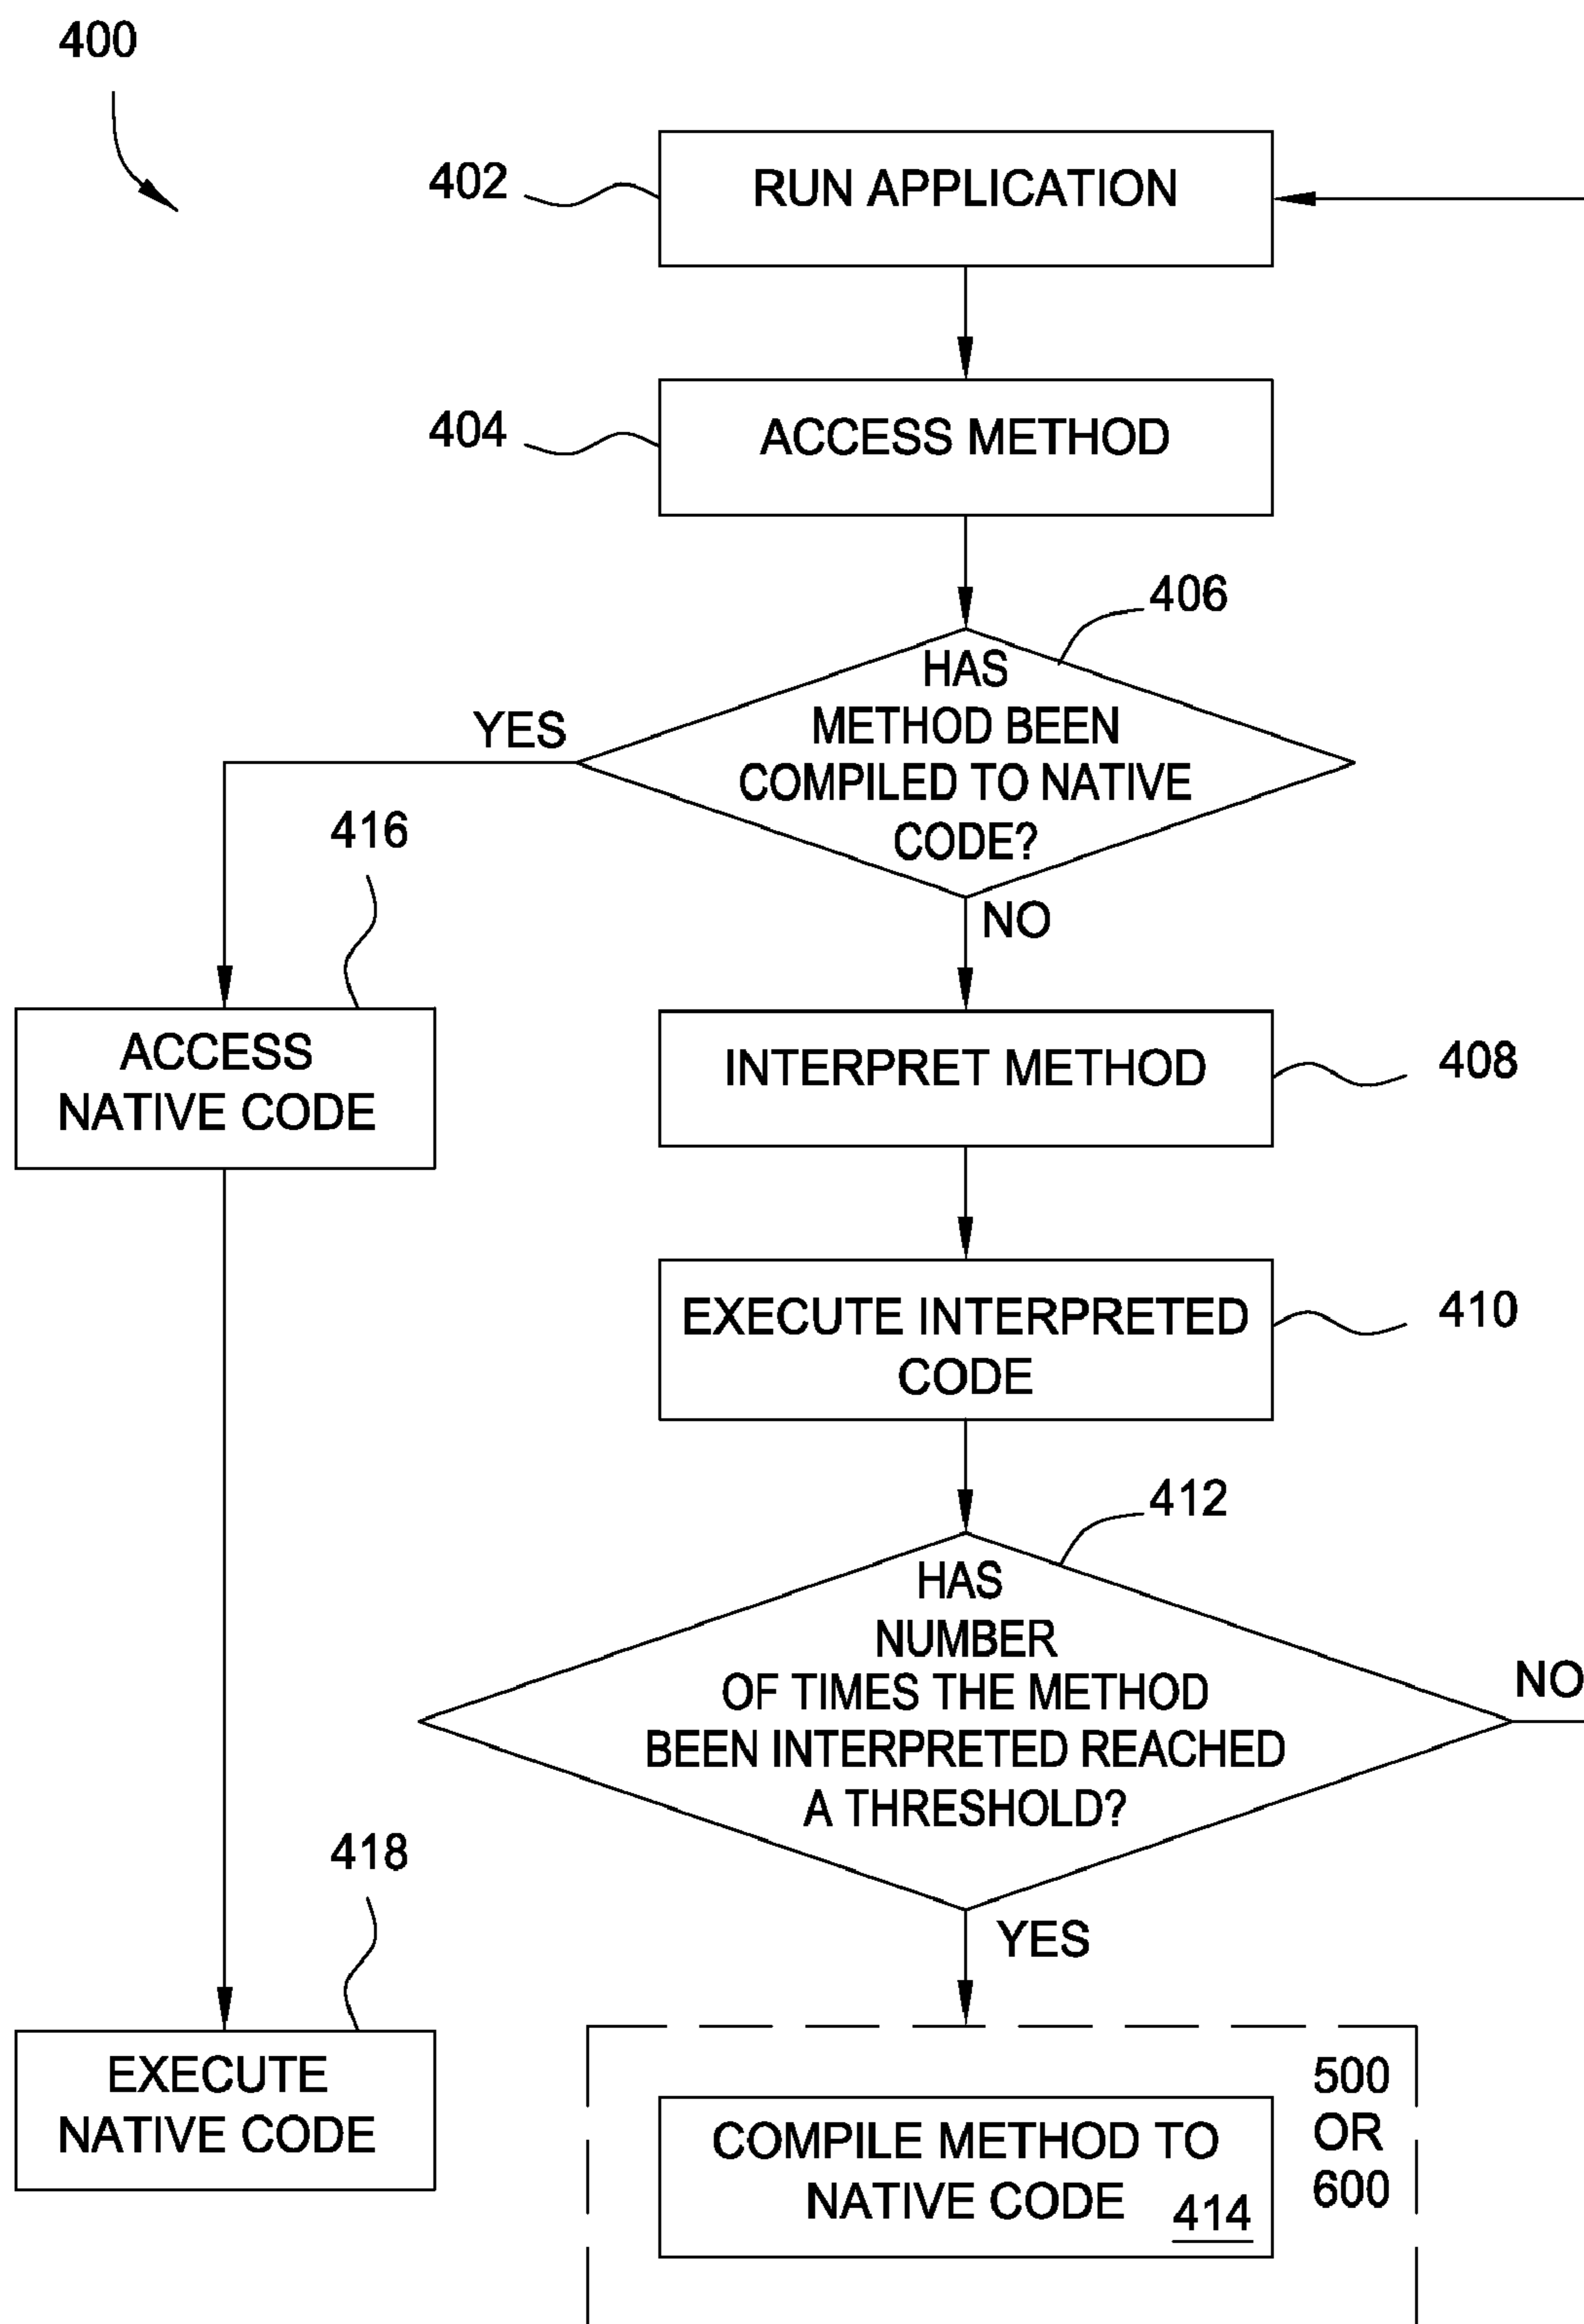 400
402
RUN APPLICATION
404
ACCESS METHOD
406
HAS
METHOD BEEN
COMPILED TO NATIVE
CODE?
YES
NO
416
ACCESS
NATIVE CODE
INTERPRET METHOD
408
EXECUTE INTERPRETED
CODE
410
412
HAS
NUMBER
OF TIMES THE METHOD
BEEN INTERPRETED REACHED
A THRESHOLD?
NO
YES
418
EXECUTE
NATIVE CODE
COMPILE METHOD TO
NATIVE CODE
414
500
OR
600